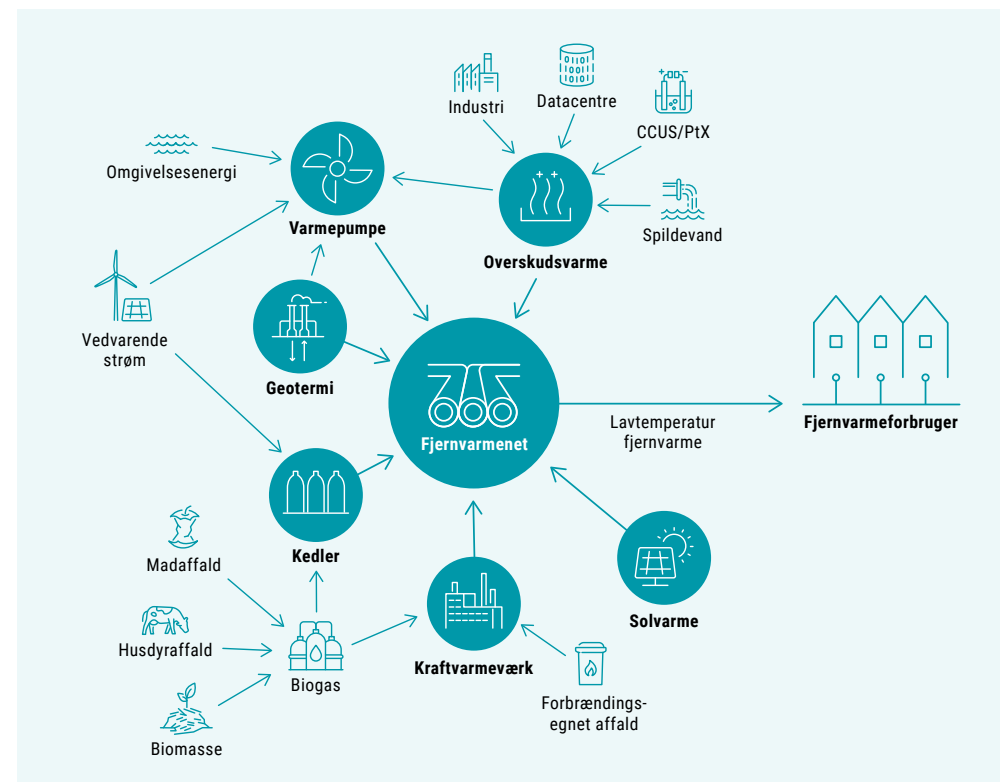 Industri
Datacentre
CCUS/PtX
Omgivelsesenergi
Varmepumpe
Spildevand
Overskudsvarme
Vedvarende
strøm
Geotermi
Fjernvarmenet
Lavtemperatur
fjernvarme
Fjernvarmeforbruger
Kedler
Madaffald
Solvarme
Husdyraffald
Biogas
Kraftvarmeværk
Forbrændings-
egnet affald
Biomasse